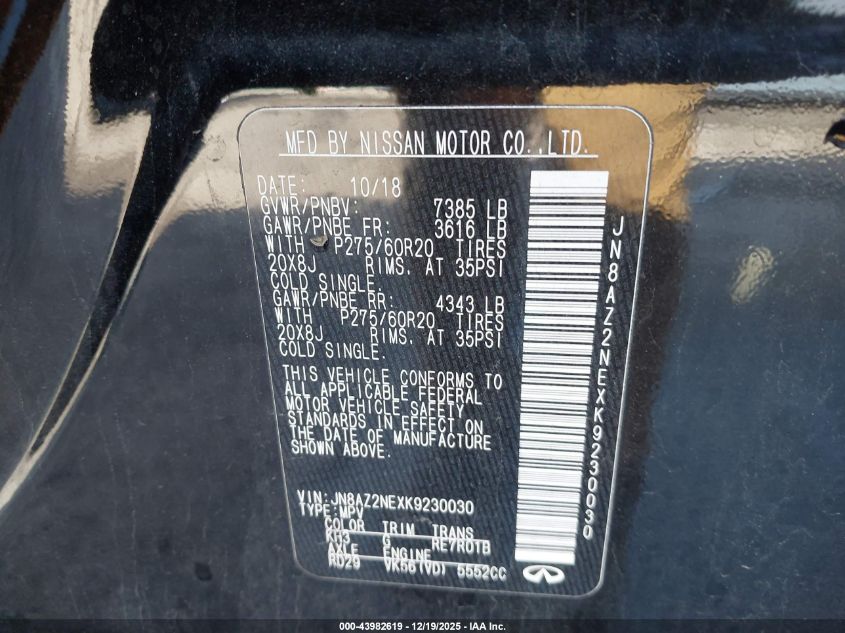 MFD BY NISSAN MOTOR CO.,LTD.
DATE: 10/18
GVWR/PNBV: 7385 LB
GAWR/PNBE FR: 3616 LB
WITH P275/60R20 TIRES
20X8J RIMS. AT 35PSI
COLD SINGLE.
GAWR/PNBE RR: 4343 LB
WITH P275/60R20 TIRES
20X8J RIMS. AT 35PSI
COLD SINGLE.
THIS VEHICLE CONFORMS TO
ALL APPLICABLE FEDERAL
MOTOR VEHICLE SAFETY
STANDARDS IN EFFECT ON
THE DATE OF MANUFACTURE
SHOWN ABOVE.
VIN: JN8AZ2NEXK9230030
TYPE: MPV
COLOR TRIM TRANS
KH3 G RE7R01B
AXLE ENGINE
RD29 VK56(VD) 5552CC
JN8AZ2NEXK9230030
000-43982619 - 12/19/2025 - IAA Inc.